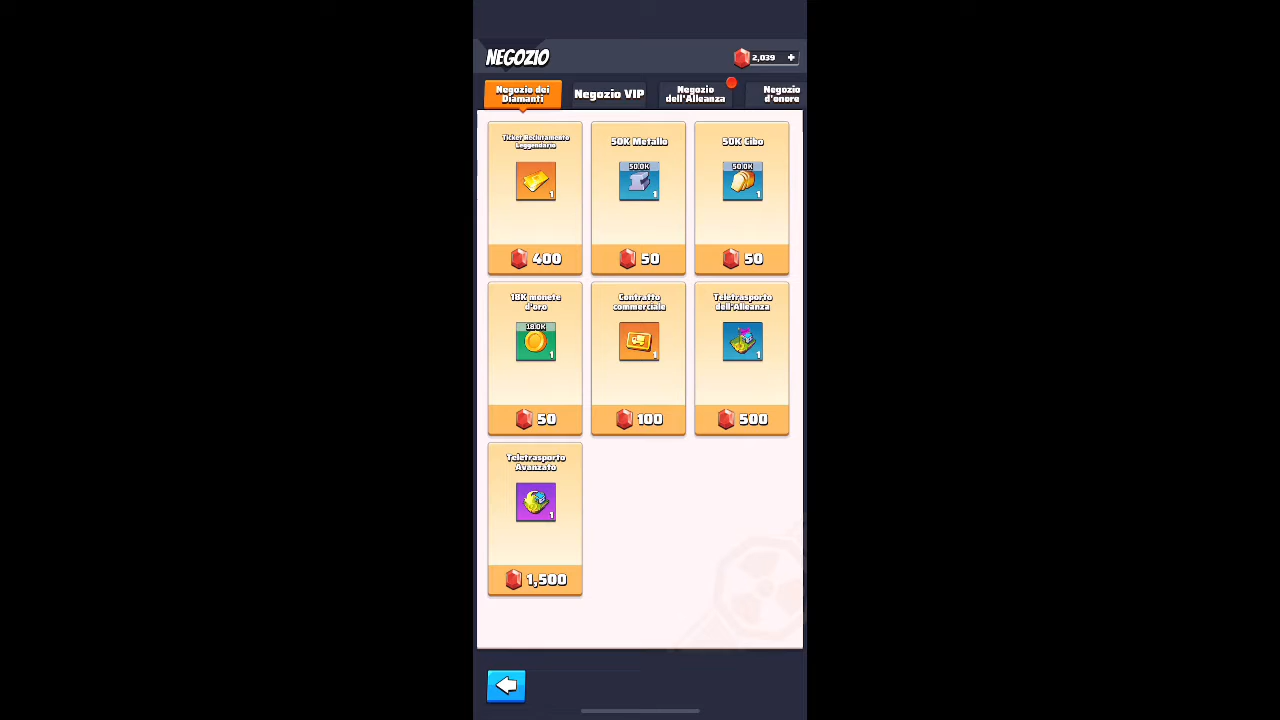 NEGOZIO
2,039 +
Negozio dei
Diamanti
Negozio VIP
Negozio
dell'Alleanza
Negozio
d'onore
Ticket Reclutamento
Leggendario
1
400
50K Metallo
50.0K
1
50
50K Cibo
50.0K
1
50
18K monete
d'oro
18.0K
1
50
Contratto
commerciale
1
100
Teletrasporto
dell'Alleanza
1
500
Teletrasporto
Avanzato
1
1,500